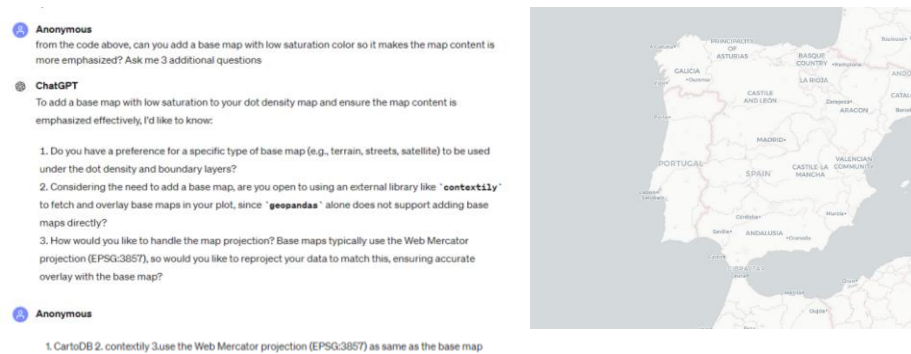 Anonymous
from the code above, can you add a base map with low saturation color so it makes the map content is
more emphasized? Ask me 3 additional questions
ChatGPT
To add a base map with low saturation to your dot density map and ensure the map content is
emphasized effectively, I'd like to know:
1. Do you have a preference for a specific type of base map (e.g., terrain, streets, satellite) to be used
under the dot density and boundary layers?
2. Considering the need to add a base map, are you open to using an external library like `contextily`
to fetch and overlay base maps in your plot, since `geopandas` alone does not support adding base
maps directly?
3. How would you like to handle the map projection? Base maps typically use the Web Mercator
projection (EPSG:3857), so would you like to reproject your data to match this, ensuring accurate
overlay with the base map?
Anonymous
1. CartoDB 2. contextily 3.use the Web Mercator projection (EPSG:3857) as same as the base map
PRINCIPALITY
OF
ASTURIAS
BASQUE
COUNTRY
GALICIA
LA RIOJA
CASTILE
AND LEÓN
ARAGON
MADRID
PORTUGAL
SPAIN
CASTILE-LA
MANCHA
VALENCIAN
COMMUNITY
Córdoba
Murcia
Seville
ANDALUSIA
Granada
GIBRALTAR